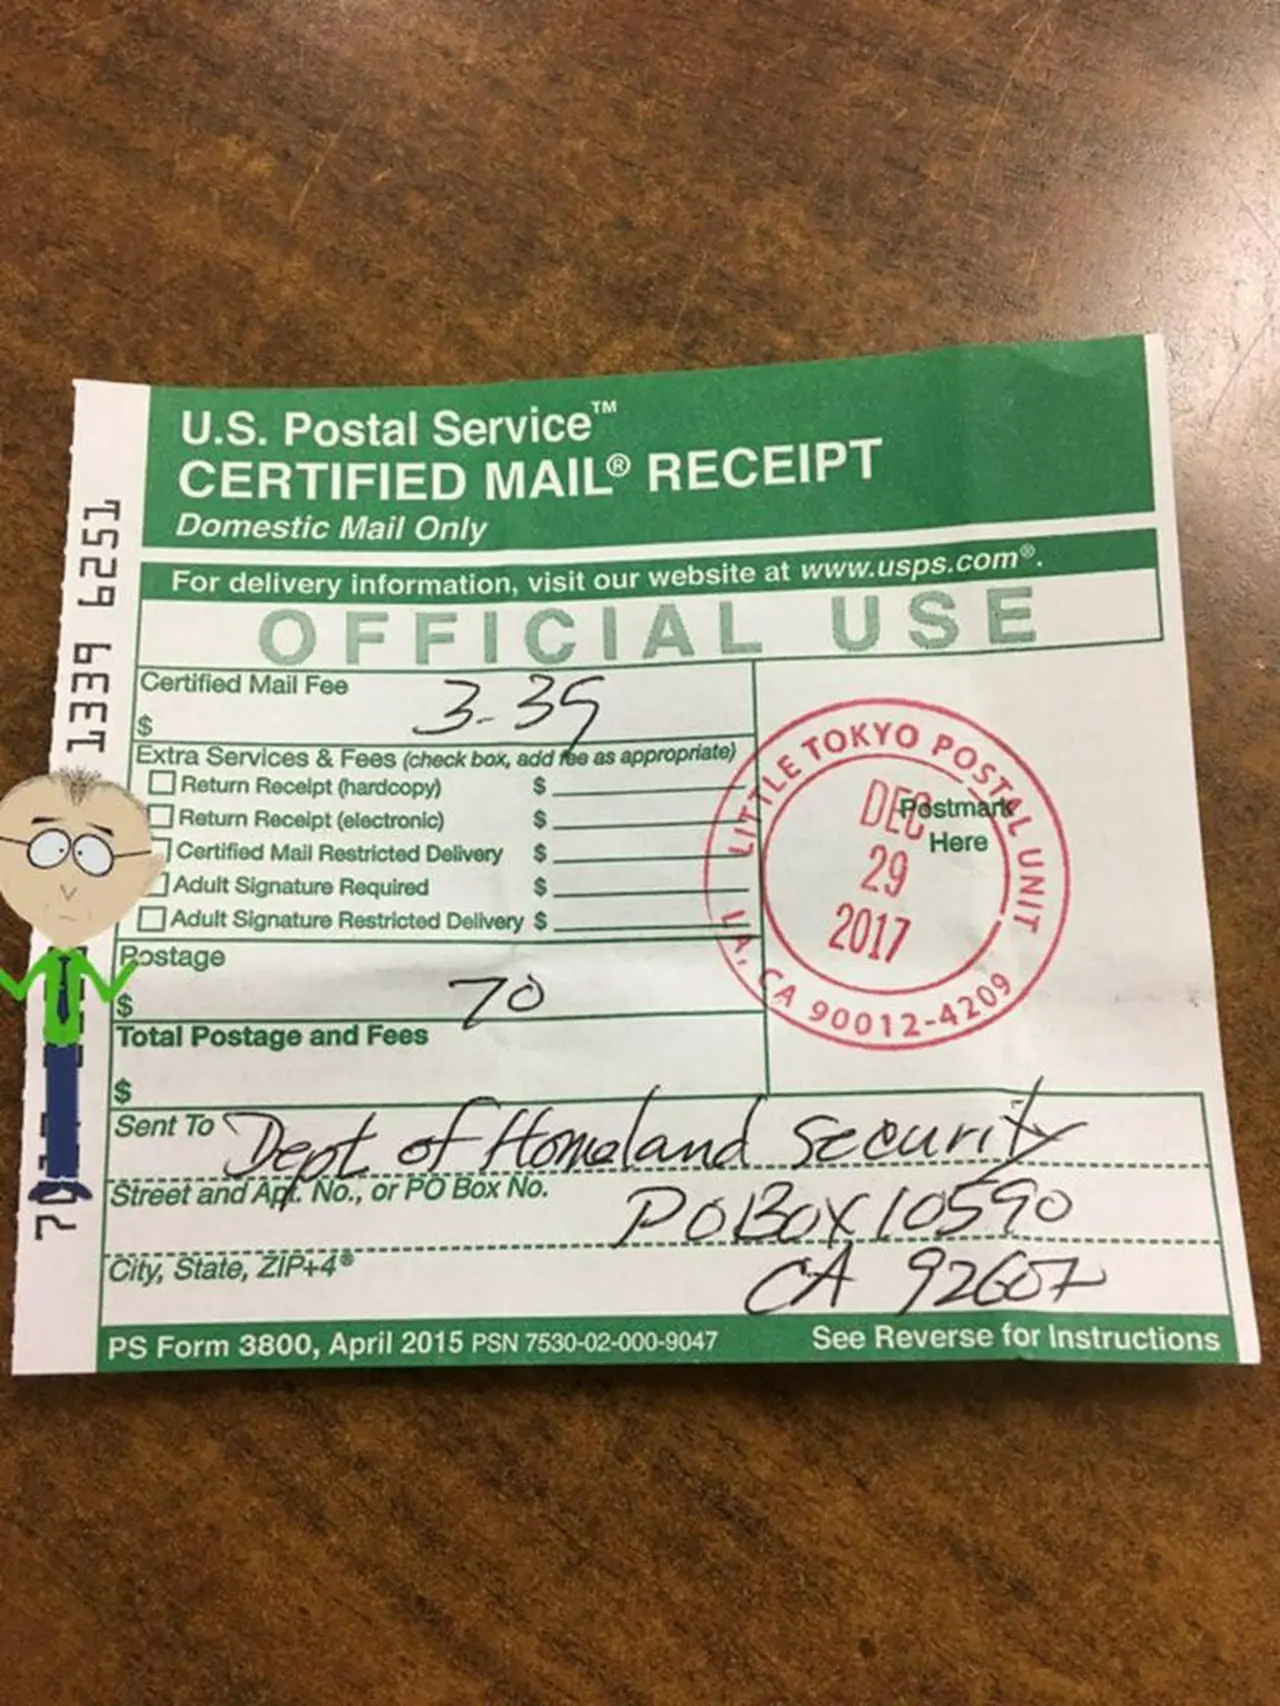 U.S. Postal Service™
CERTIFIED MAIL® RECEIPT
Domestic Mail Only
For delivery information, visit our website at www.usps.com®.
OFFICIAL USE
Certified Mail Fee
$ 3-35
Extra Services & Fees (check box, add fee as appropriate)
Return Receipt (hardcopy) $
Return Receipt (electronic) $
Certified Mail Restricted Delivery $
Adult Signature Required $
Adult Signature Restricted Delivery $
Postage
$ 70
Total Postage and Fees
$
Postmark
Here
LITTLE TOKYO POSTAL UNIT
DEC
29
2017
LA, CA 90012-4209
Sent To Dept of Homeland Security
Street and Apt. No., or PO Box No. PO Box 10590
City, State, ZIP+4® CA 92607
PS Form 3800, April 2015 PSN 7530-02-000-9047 See Reverse for Instructions
1339 6251